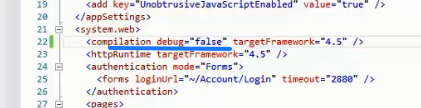 19 <add key="UnobtrusiveJavaScriptEnabled" value="true" />
20 </appSettings>
21 <system.web>
22 <compilation debug="false" targetFramework="4.5" />
23 <httpRuntime targetFramework="4.5" />
24 <authentication mode="Forms">
25 <forms loginUrl="~/Account/Login" timeout="2880" />
26 </authentication>
27 <pages>